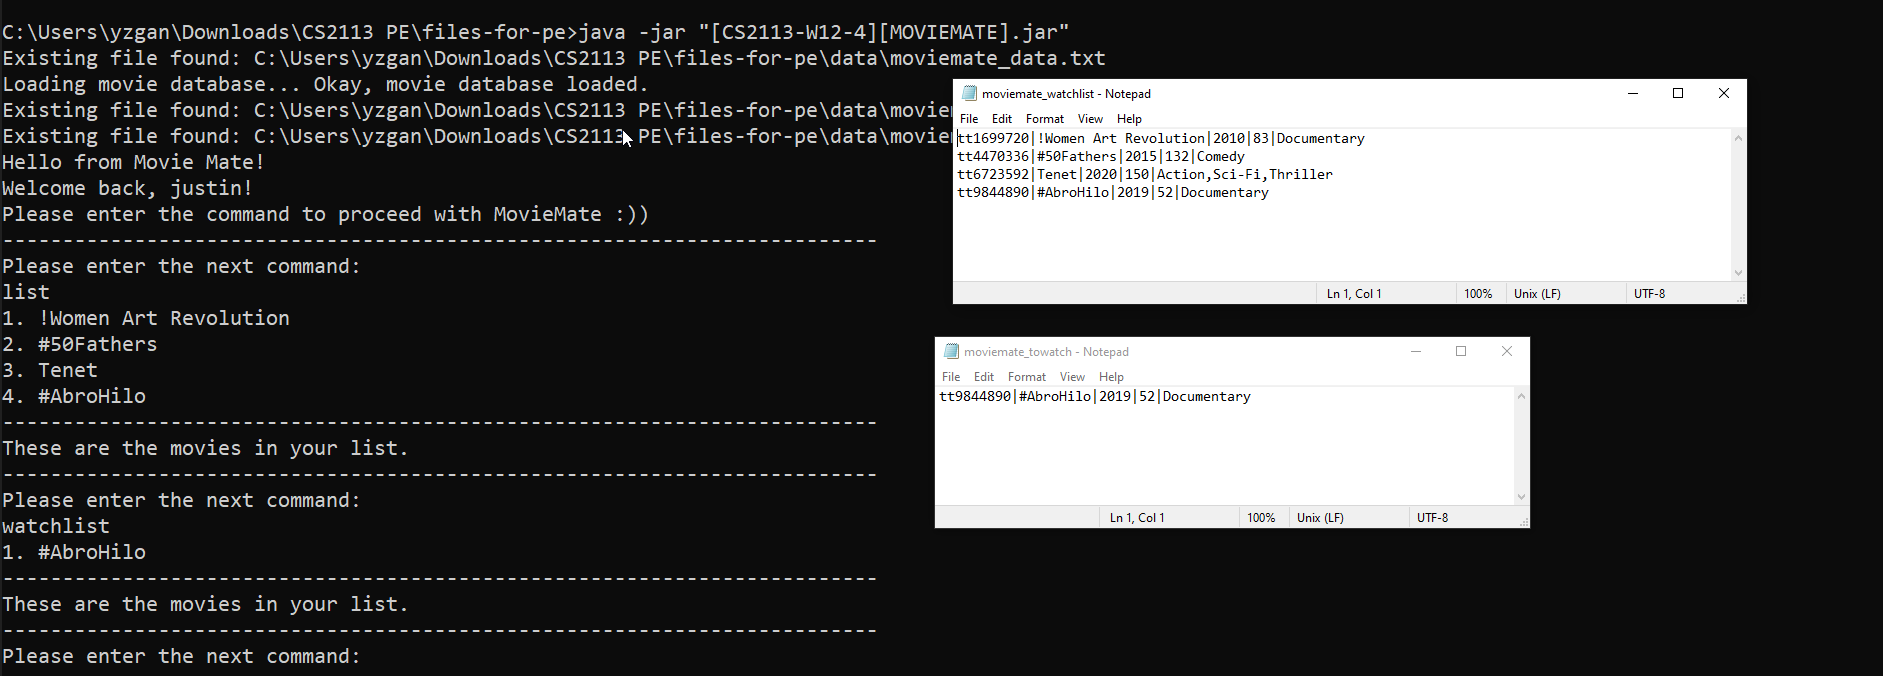 C:\Users\yzgan\Downloads\CS2113 PE\files-for-pe>java -jar "[CS2113-W12-4][MOVIEMATE].jar"
Existing file found: C:\Users\yzgan\Downloads\CS2113 PE\files-for-pe\data\moviemate_data.txt
Loading movie database... Okay, movie database loaded.
Existing file found: C:\Users\yzgan\Downloads\CS2113 PE\files-for-pe\data\movie
Existing file found: C:\Users\yzgan\Downloads\CS2113 PE\files-for-pe\data\movie
Hello from Movie Mate!
Welcome back, justin!
Please enter the command to proceed with MovieMate :))
-------------------------------------------------------------------------
Please enter the next command:
list
1. !Women Art Revolution
2. #50Fathers
3. Tenet
4. #AbroHilo
-------------------------------------------------------------------------
These are the movies in your list.
-------------------------------------------------------------------------
Please enter the next command:
watchlist
1. #AbroHilo
-------------------------------------------------------------------------
These are the movies in your list.
-------------------------------------------------------------------------
Please enter the next command:
moviemate_watchlist - Notepad
File Edit Format View Help
tt1699720|!Women Art Revolution|2010|83|Documentary
tt4470336|#50Fathers|2015|132|Comedy
tt6723592|Tenet|2020|150|Action,Sci-Fi,Thriller
tt9844890|#AbroHilo|2019|52|Documentary
Ln 1, Col 1 100% Unix (LF) UTF-8
moviemate_towatch - Notepad
File Edit Format View Help
tt9844890|#AbroHilo|2019|52|Documentary
Ln 1, Col 1 100% Unix (LF) UTF-8